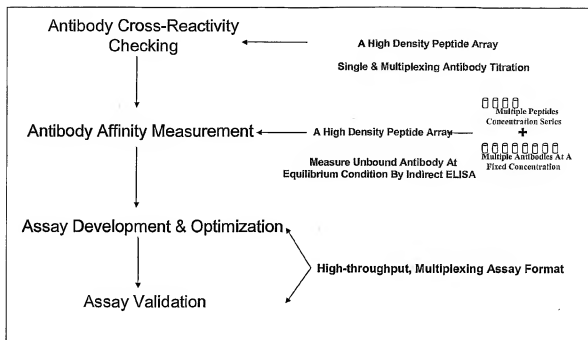 Antibody Cross-Reactivity
Checking
A High Density Peptide Array
Single & Multiplexing Antibody Titration
Antibody Affinity Measurement
A High Density Peptide Array
Multiple Peptides
Concentration Series
+
Multiple Antibodies At A
Fixed Concentration
Measure Unbound Antibody At
Equilibrium Condition By Indirect ELISA
Assay Development & Optimization
High-throughput, Multiplexing Assay Format
Assay Validation